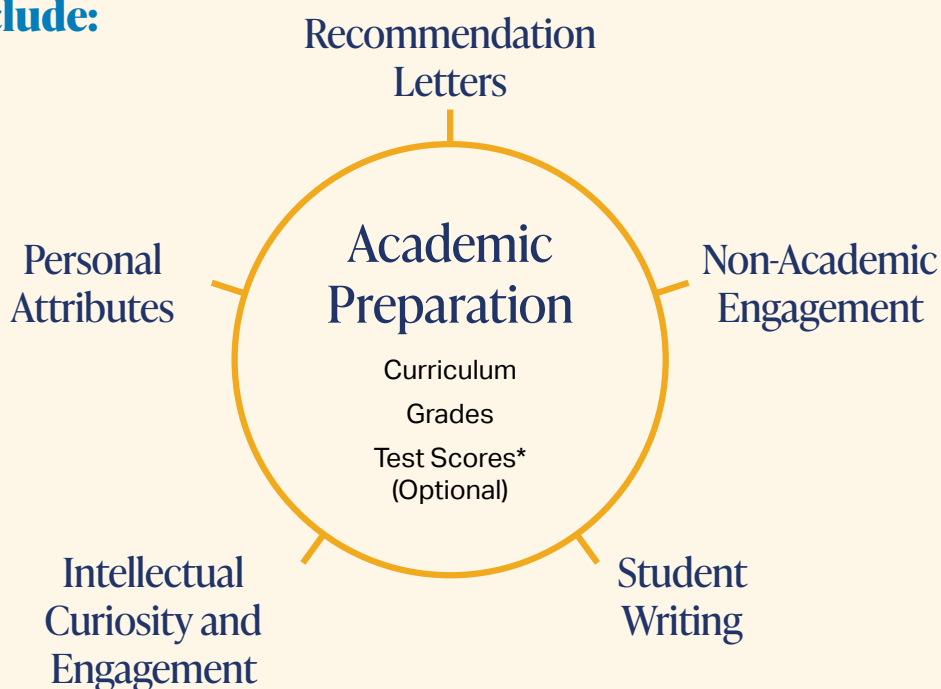 clude:
Recommendation
Letters
Personal
Attributes
Academic
Preparation
Curriculum
Grades
Test Scores*
(Optional)
Non-Academic
Engagement
Intellectual
Curiosity and
Engagement
Student
Writing